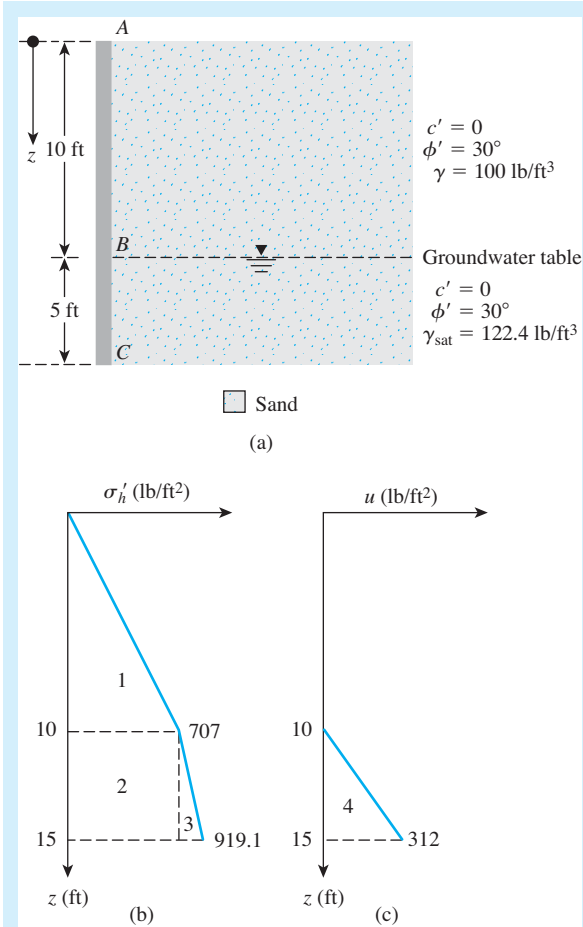 A
z
10 ft
c′ = 0
ϕ′ = 30°
γ = 100 lb/ft³
B
Groundwater table
5 ft
c′ = 0
ϕ′ = 30°
γsat = 122.4 lb/ft³
C
Sand
(a)
σh′ (lb/ft²)
u (lb/ft²)
1
10
707
10
2
3
4
15
919.1
15
312
z (ft)
z (ft)
(b)
(c)